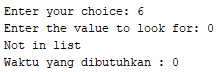 Enter your choice: 6
Enter the value to look for: 0
Not in list
Waktu yang dibutuhkan : 0